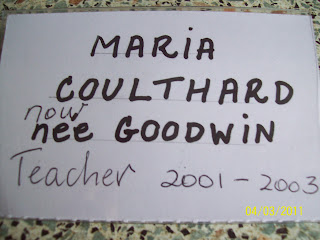 MARIA
COULTHARD
now
nee GOODWIN
Teacher 2001-2003
04/03/2011